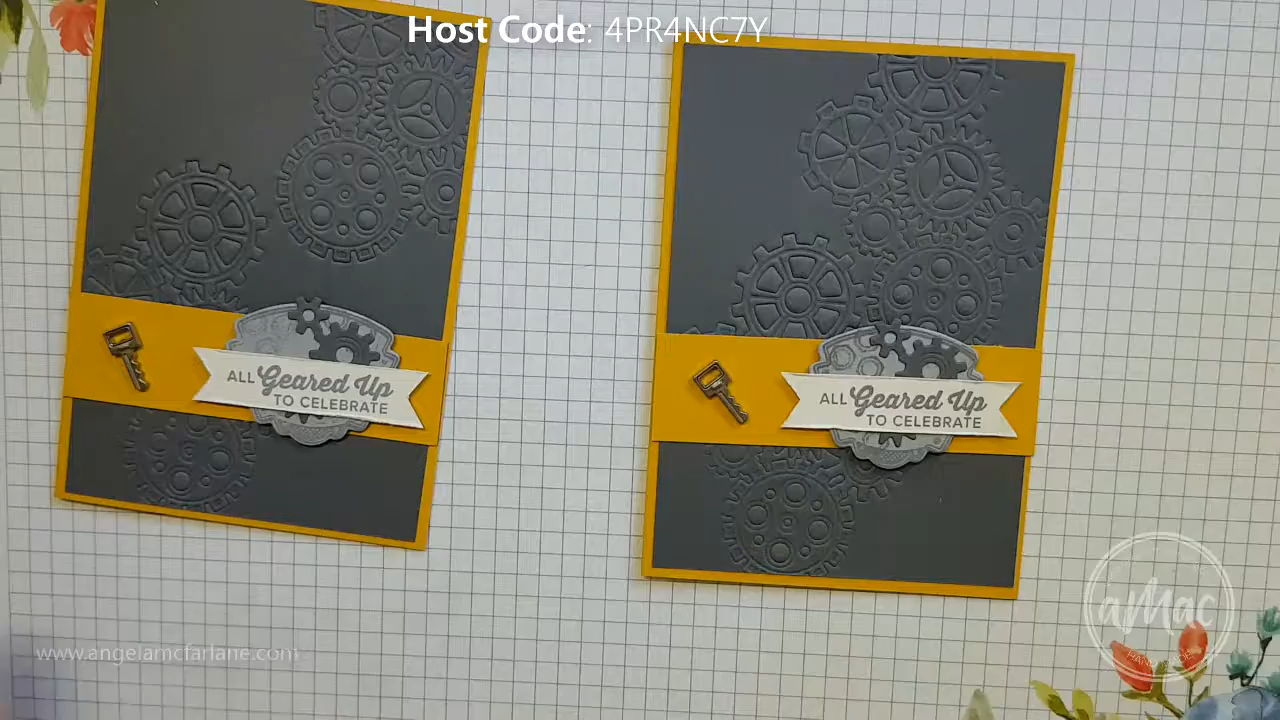 Host Code: 4PR4NC7Y
ALL Geared Up
TO CELEBRATE
ALL Geared Up
TO CELEBRATE
aMac
www.angelamcfarlane.com